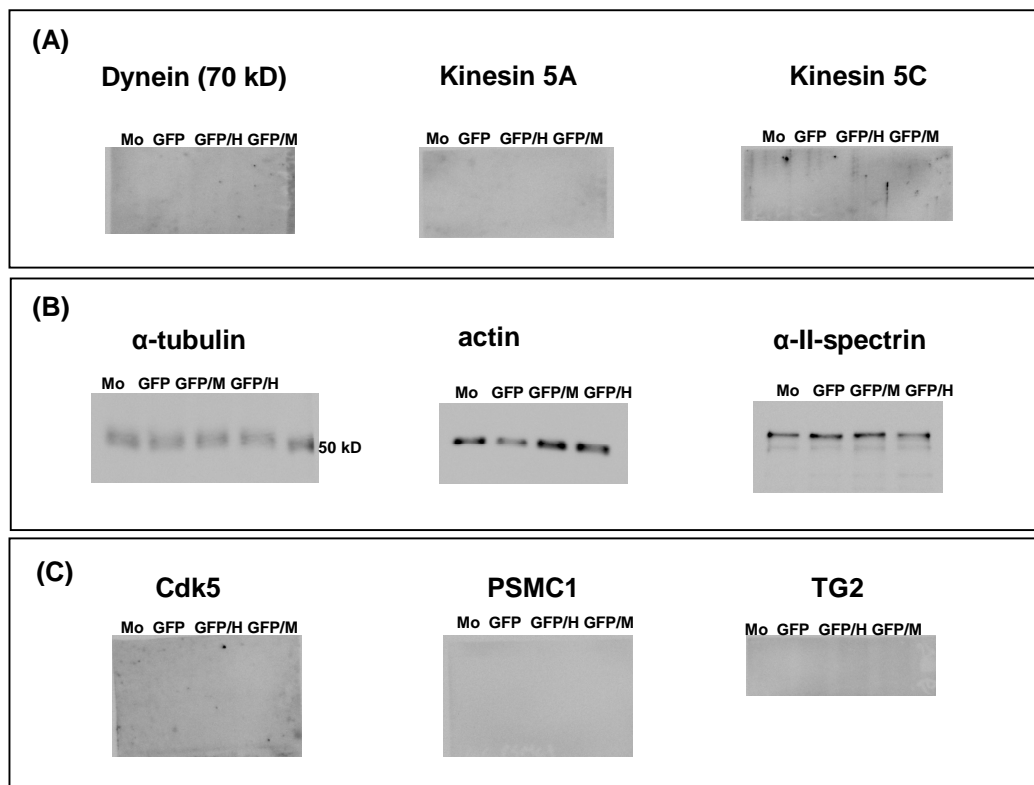 (A)
Dynein (70 kD) Kinesin 5A Kinesin 5C
Mo GFP GFP/H GFP/M Mo GFP GFP/H GFP/M Mo GFP GFP/H GFP/M
(B)
α-tubulin actin α-II-spectrin
Mo GFP GFP/M GFP/H Mo GFP GFP/M GFP/H Mo GFP GFP/M GFP/H
50 kD
(C)
Cdk5 PSMC1 TG2
Mo GFP GFP/H GFP/M Mo GFP GFP/H GFP/M Mo GFP GFP/H GFP/M